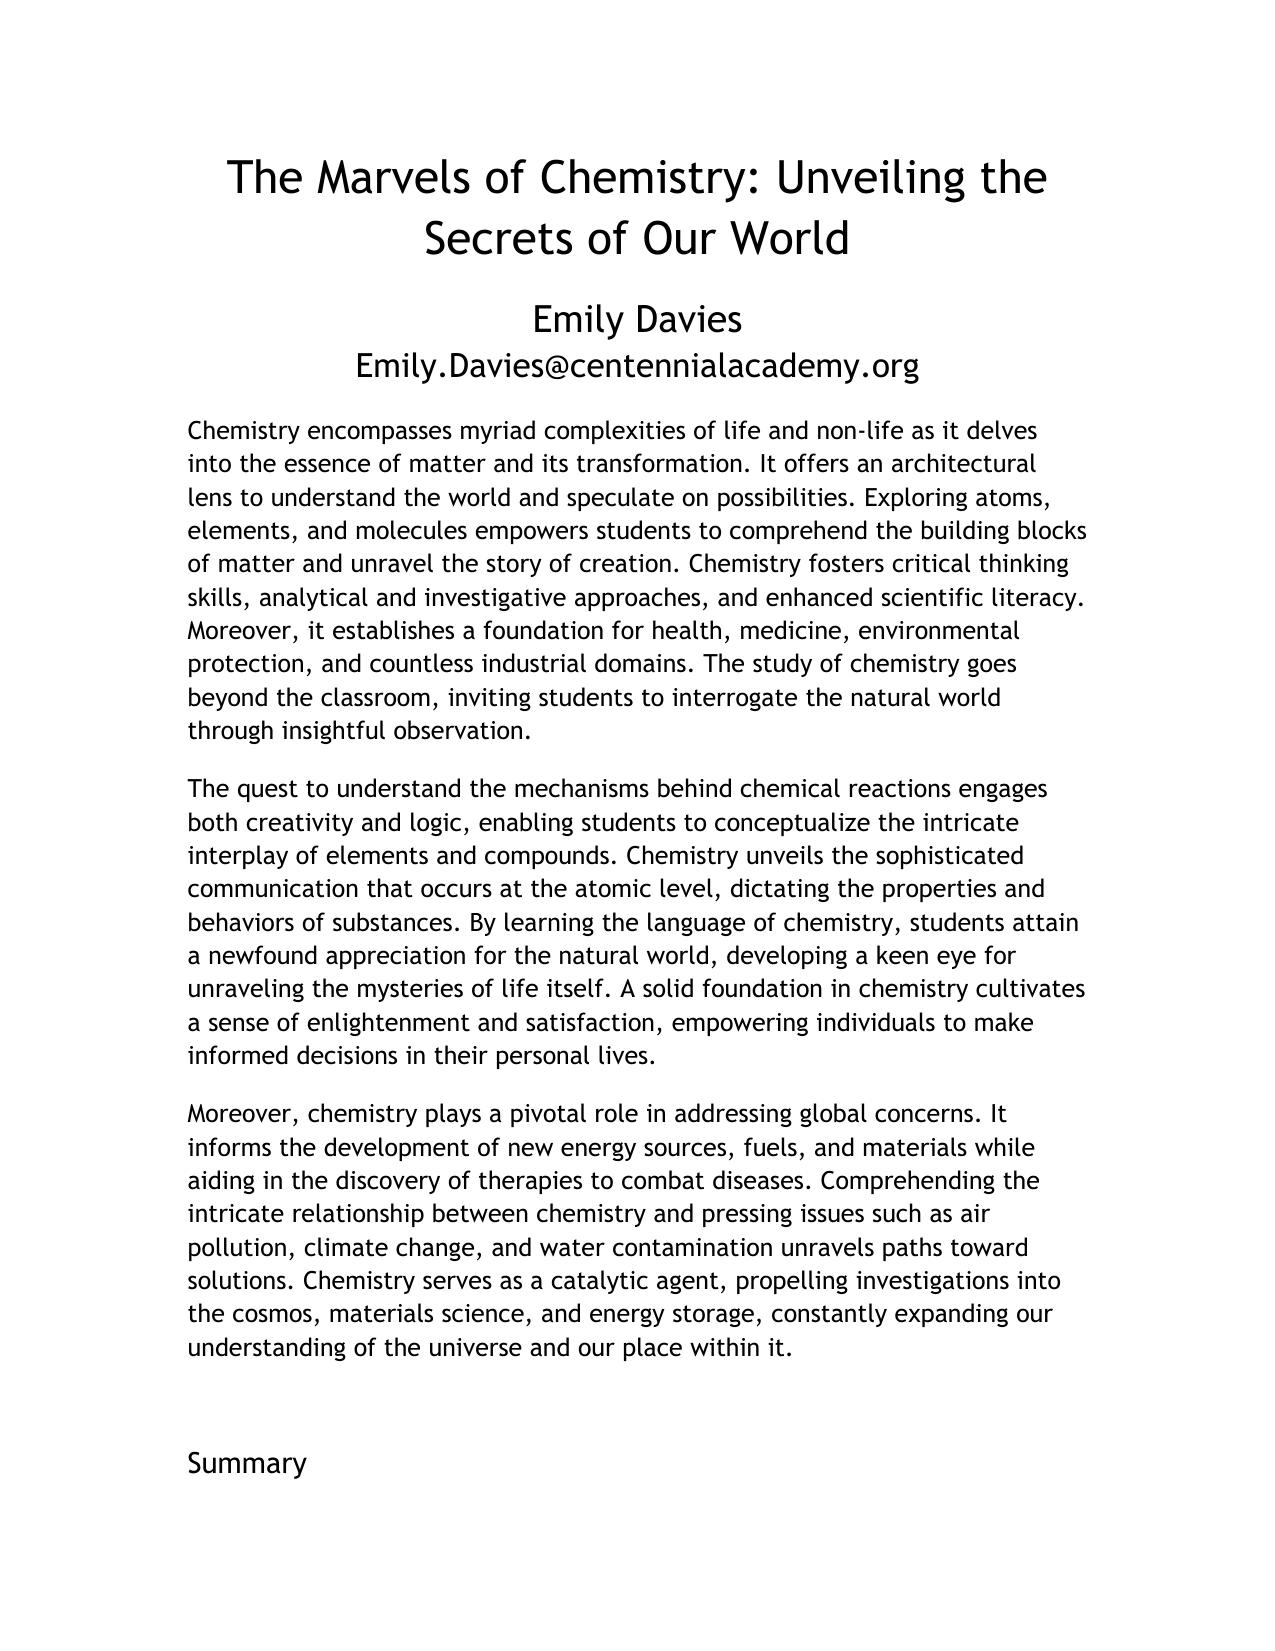 The Marvels of Chemistry: Unveiling the
Secrets of Our World
Emily Davies
Emily.Davies@centennialacademy.org
Chemistry encompasses myriad complexities of life and non-life as it delves
into the essence of matter and its transformation. It offers an architectural
lens to understand the world and speculate on possibilities. Exploring atoms,
elements, and molecules empowers students to comprehend the building blocks
of matter and unravel the story of creation. Chemistry fosters critical thinking
skills, analytical and investigative approaches, and enhanced scientific literacy.
Moreover, it establishes a foundation for health, medicine, environmental
protection, and countless industrial domains. The study of chemistry goes
beyond the classroom, inviting students to interrogate the natural world
through insightful observation.
The quest to understand the mechanisms behind chemical reactions engages
both creativity and logic, enabling students to conceptualize the intricate
interplay of elements and compounds. Chemistry unveils the sophisticated
communication that occurs at the atomic level, dictating the properties and
behaviors of substances. By learning the language of chemistry, students attain
a newfound appreciation for the natural world, developing a keen eye for
unraveling the mysteries of life itself. A solid foundation in chemistry cultivates
a sense of enlightenment and satisfaction, empowering individuals to make
informed decisions in their personal lives.
Moreover, chemistry plays a pivotal role in addressing global concerns. It
informs the development of new energy sources, fuels, and materials while
aiding in the discovery of therapies to combat diseases. Comprehending the
intricate relationship between chemistry and pressing issues such as air
pollution, climate change, and water contamination unravels paths toward
solutions. Chemistry serves as a catalytic agent, propelling investigations into
the cosmos, materials science, and energy storage, constantly expanding our
understanding of the universe and our place within it.
Summary